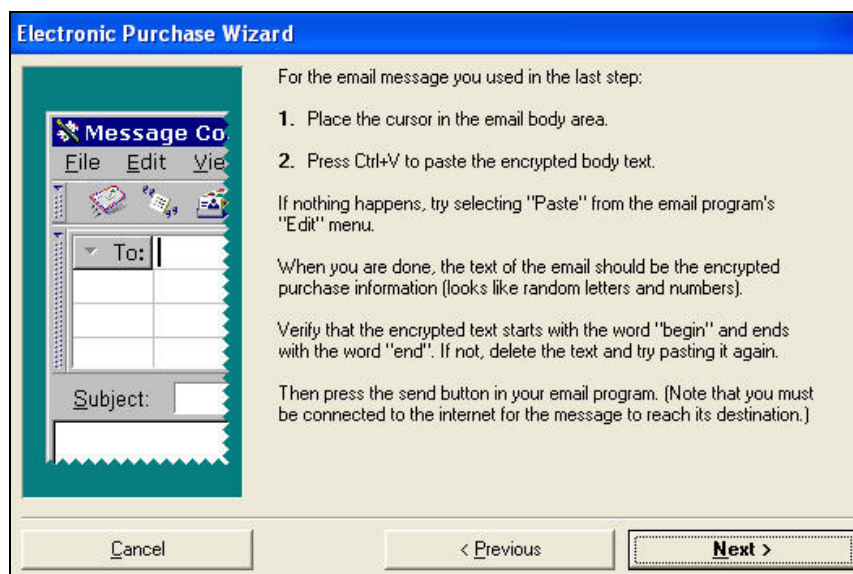 Electronic Purchase Wizard
Message Co
File Edit Vie
To:
Subject:
For the email message you used in the last step:
1. Place the cursor in the email body area.
2. Press Ctrl+V to paste the encrypted body text.
If nothing happens, try selecting "Paste" from the email program's
"Edit" menu.
When you are done, the text of the email should be the encrypted
purchase information (looks like random letters and numbers).
Verify that the encrypted text starts with the word "begin" and ends
with the word "end". If not, delete the text and try pasting it again.
Then press the send button in your email program. (Note that you must
be connected to the internet for the message to reach its destination.)
Cancel < Previous Next >